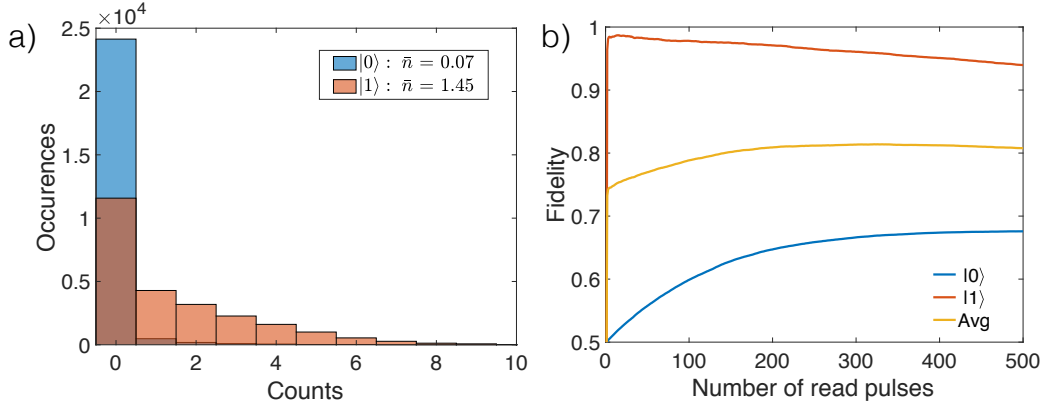 a)
×10⁴
2.5
2
1.5
1
0.5
0
Occurences
0 2 4 6 8 10
Counts
|0⟩ : n̄ = 0.07
|1⟩ : n̄ = 1.45
b)
1
0.9
0.8
0.7
0.6
0.5
Fidelity
0 100 200 300 400 500
Number of read pulses
|0⟩
|1⟩
Avg